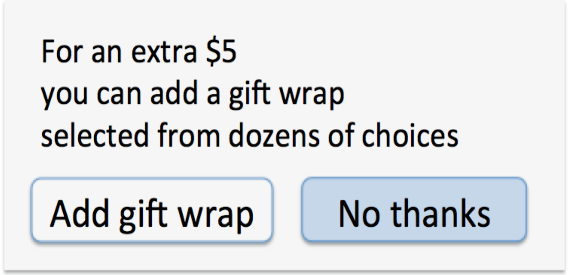 For an extra $5
you can add a gift wrap
selected from dozens of choices
Add gift wrap
No thanks